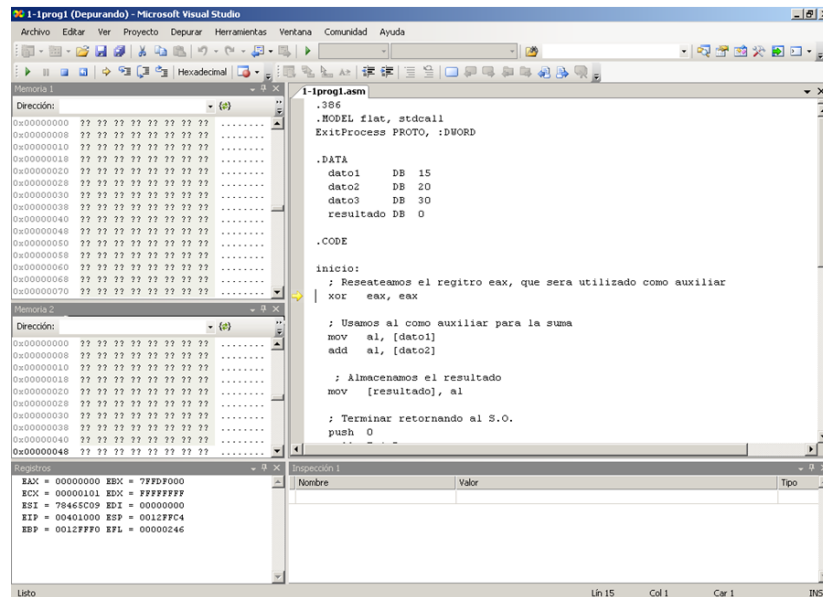 1-1prog1 (Depurando) - Microsoft Visual Studio
Archivo Editar Ver Proyecto Depurar Herramientas Ventana Comunidad Ayuda
Hexadecimal
Memoria 1
Dirección:
0x00000000 ?? ?? ?? ?? ?? ?? ?? ?? ........
0x00000008 ?? ?? ?? ?? ?? ?? ?? ?? ........
0x00000010 ?? ?? ?? ?? ?? ?? ?? ?? ........
0x00000018 ?? ?? ?? ?? ?? ?? ?? ?? ........
0x00000020 ?? ?? ?? ?? ?? ?? ?? ?? ........
0x00000028 ?? ?? ?? ?? ?? ?? ?? ?? ........
0x00000030 ?? ?? ?? ?? ?? ?? ?? ?? ........
0x00000038 ?? ?? ?? ?? ?? ?? ?? ?? ........
0x00000040 ?? ?? ?? ?? ?? ?? ?? ?? ........
0x00000048 ?? ?? ?? ?? ?? ?? ?? ?? ........
0x00000050 ?? ?? ?? ?? ?? ?? ?? ?? ........
0x00000058 ?? ?? ?? ?? ?? ?? ?? ?? ........
0x00000060 ?? ?? ?? ?? ?? ?? ?? ?? ........
0x00000068 ?? ?? ?? ?? ?? ?? ?? ?? ........
0x00000070 ?? ?? ?? ?? ?? ?? ?? ?? ........
Memoria 2
Dirección:
0x00000000 ?? ?? ?? ?? ?? ?? ?? ?? ........
0x00000008 ?? ?? ?? ?? ?? ?? ?? ?? ........
0x00000010 ?? ?? ?? ?? ?? ?? ?? ?? ........
0x00000018 ?? ?? ?? ?? ?? ?? ?? ?? ........
0x00000020 ?? ?? ?? ?? ?? ?? ?? ?? ........
0x00000028 ?? ?? ?? ?? ?? ?? ?? ?? ........
0x00000030 ?? ?? ?? ?? ?? ?? ?? ?? ........
0x00000038 ?? ?? ?? ?? ?? ?? ?? ?? ........
0x00000040 ?? ?? ?? ?? ?? ?? ?? ?? ........
0x00000048 ?? ?? ?? ?? ?? ?? ?? ?? ........
1-1prog1.asm
.386
.MODEL flat, stdcall
ExitProcess PROTO, :DWORD
.DATA
dato1 DB 15
dato2 DB 20
dato3 DB 30
resultado DB 0
.CODE
inicio:
; Reseateamos el regitro eax, que sera utilizado como auxiliar
xor eax, eax
; Usamos al como auxiliar para la suma
mov al, [dato1]
add al, [dato2]
; Almacenamos el resultado
mov [resultado], al
; Terminar retornando al S.O.
push 0
Registros
EAX = 00000000 EBX = 7FFDF000
ECX = 00000101 EDX = FFFFFFFF
ESI = 78465C09 EDI = 00000000
EIP = 00401000 ESP = 0012FFC4
EBP = 0012FFF0 EFL = 00000246
Inspección 1
Nombre Valor Tipo
Listo Lín 15 Col 1 Car 1 INS